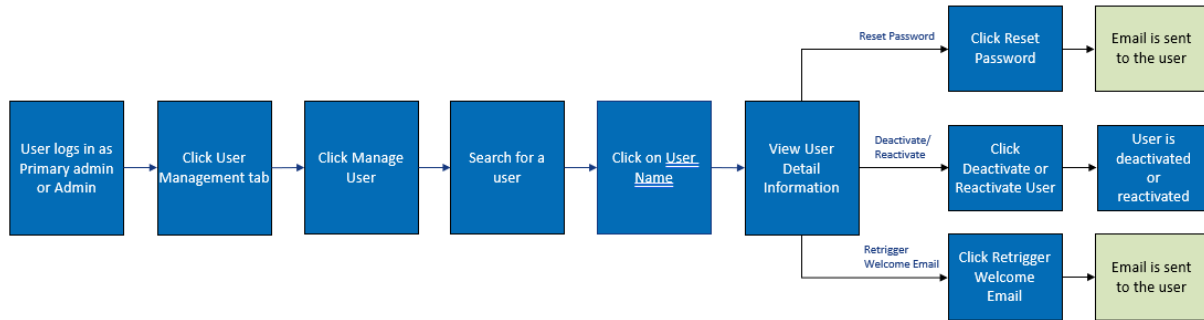 User logs in as
Primary admin
or Admin
Click User
Management tab
Click Manage
User
Search for a
user
Click on User
Name
View User
Detail
Information
Reset Password
Click Reset
Password
Email is sent
to the user
Deactivate/
Reactivate
Click
Deactivate or
Reactivate User
User is
deactivated
or
reactivated
Retrigger
Welcome Email
Click Retrigger
Welcome
Email
Email is sent
to the user